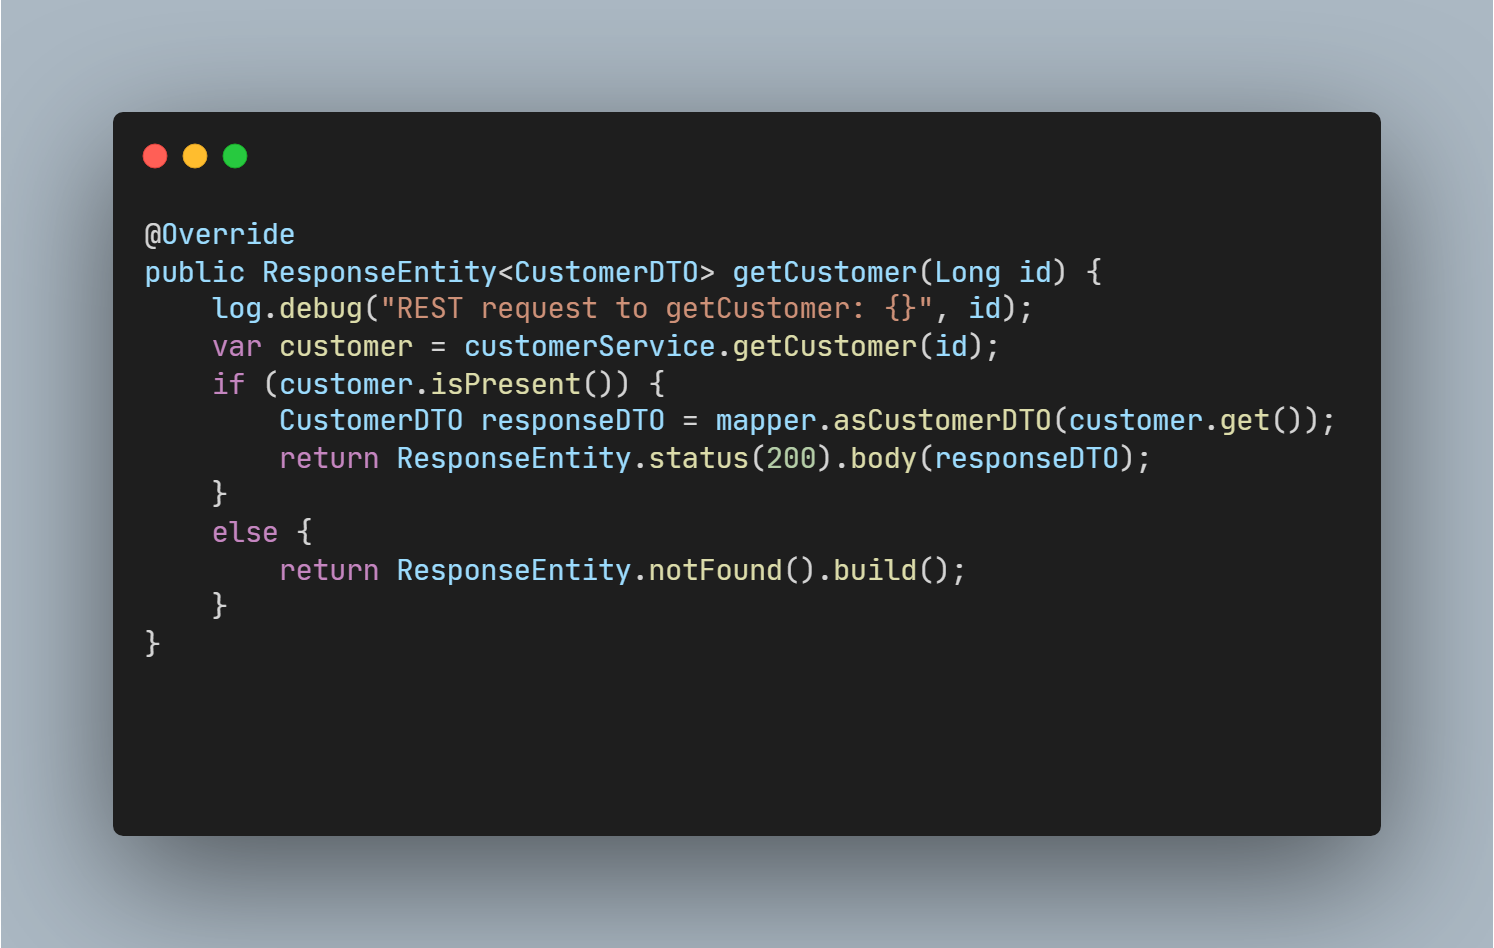 @Override
public ResponseEntity<CustomerDTO> getCustomer(Long id) {
    log.debug("REST request to getCustomer: {}", id);
    var customer = customerService.getCustomer(id);
    if (customer.isPresent()) {
        CustomerDTO responseDTO = mapper.asCustomerDTO(customer.get());
        return ResponseEntity.status(200).body(responseDTO);
    }
    else {
        return ResponseEntity.notFound().build();
    }
}